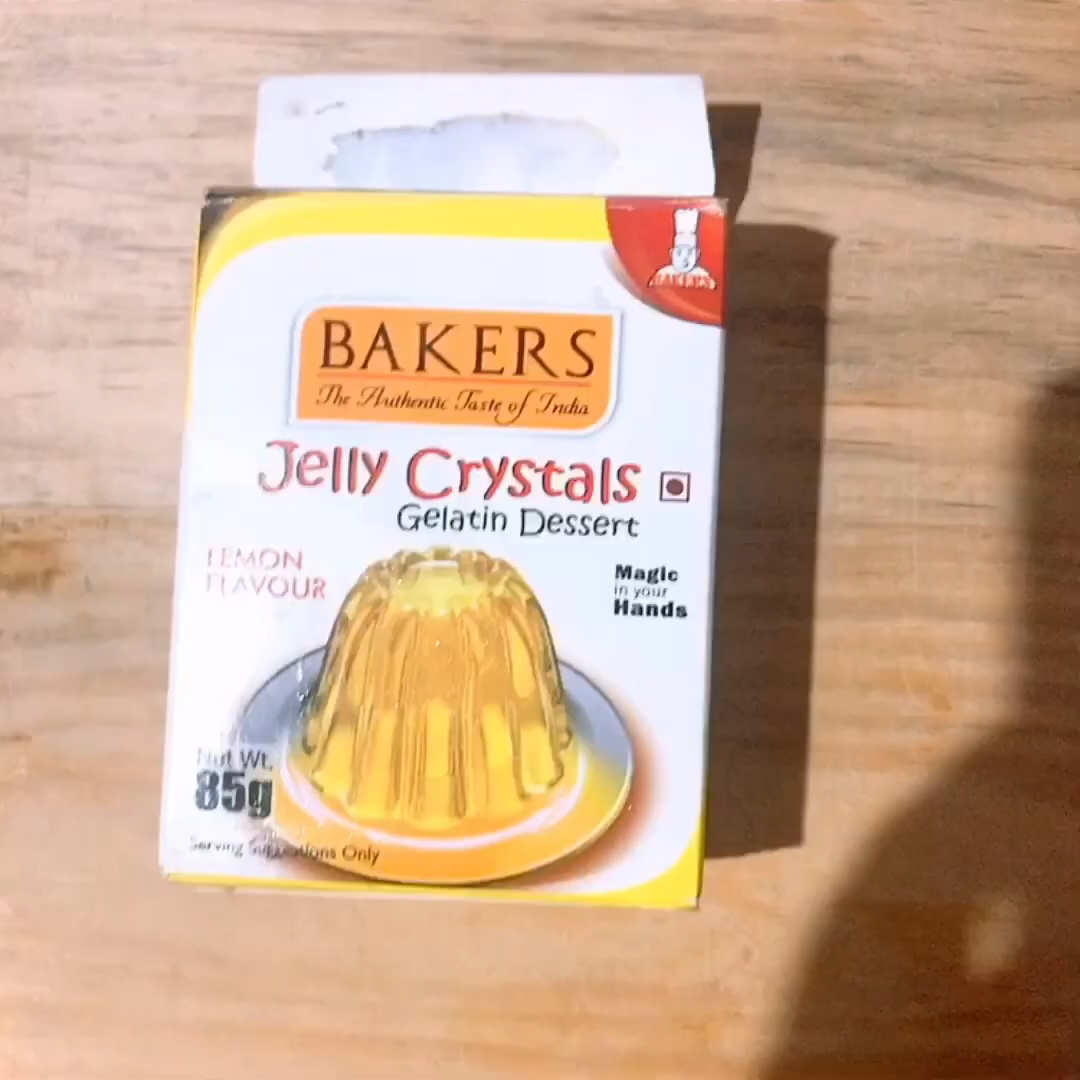 BAKERS
BAKERS
The Authentic Taste of India
Jelly Crystals
Gelatin Dessert
LEMON
FLAVOUR
Magic
in your
Hands
Net Wt.
85g
Serving Suggestions Only